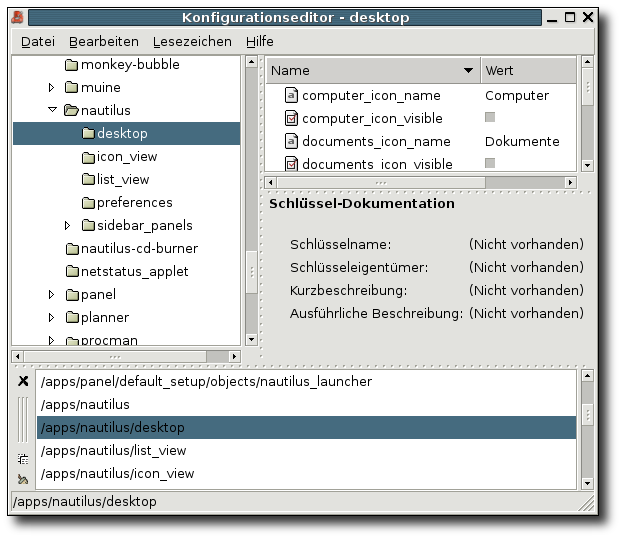 Konfigurationseditor - desktop
Datei Bearbeiten Lesezeichen Hilfe
monkey-bubble
muine
nautilus
desktop
icon_view
list_view
preferences
sidebar_panels
nautilus-cd-burner
netstatus_applet
panel
planner
procman
Name Wert
computer_icon_name Computer
computer_icon_visible
documents_icon_name Dokumente
documents_icon_visible
Schlüssel-Dokumentation
Schlüsselname: (Nicht vorhanden)
Schlüsseleigentümer: (Nicht vorhanden)
Kurzbeschreibung: (Nicht vorhanden)
Ausführliche Beschreibung: (Nicht vorhanden)
/apps/panel/default_setup/objects/nautilus_launcher
/apps/nautilus
/apps/nautilus/desktop
/apps/nautilus/list_view
/apps/nautilus/icon_view
/apps/nautilus/desktop